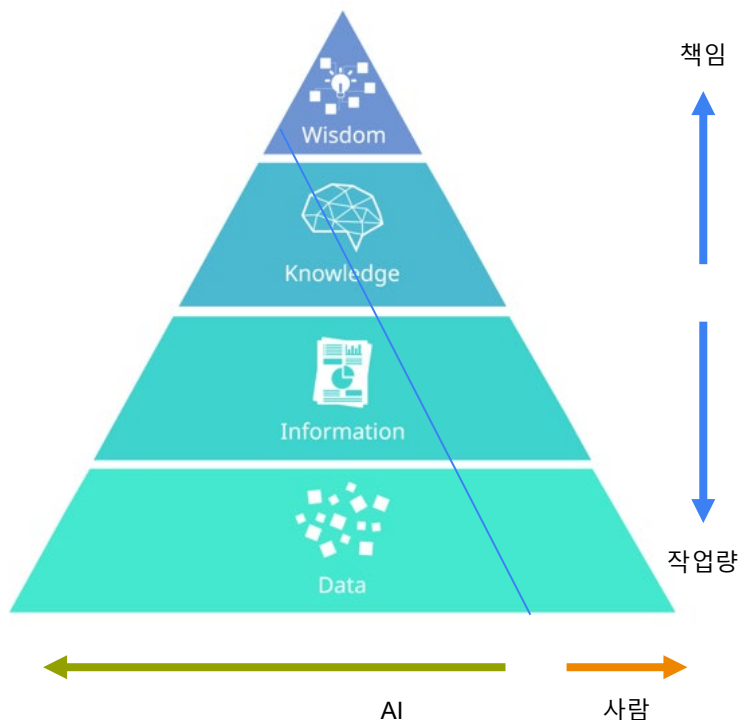 책임
Wisdom
Knowledge
Information
작업량
Data
AI
사람